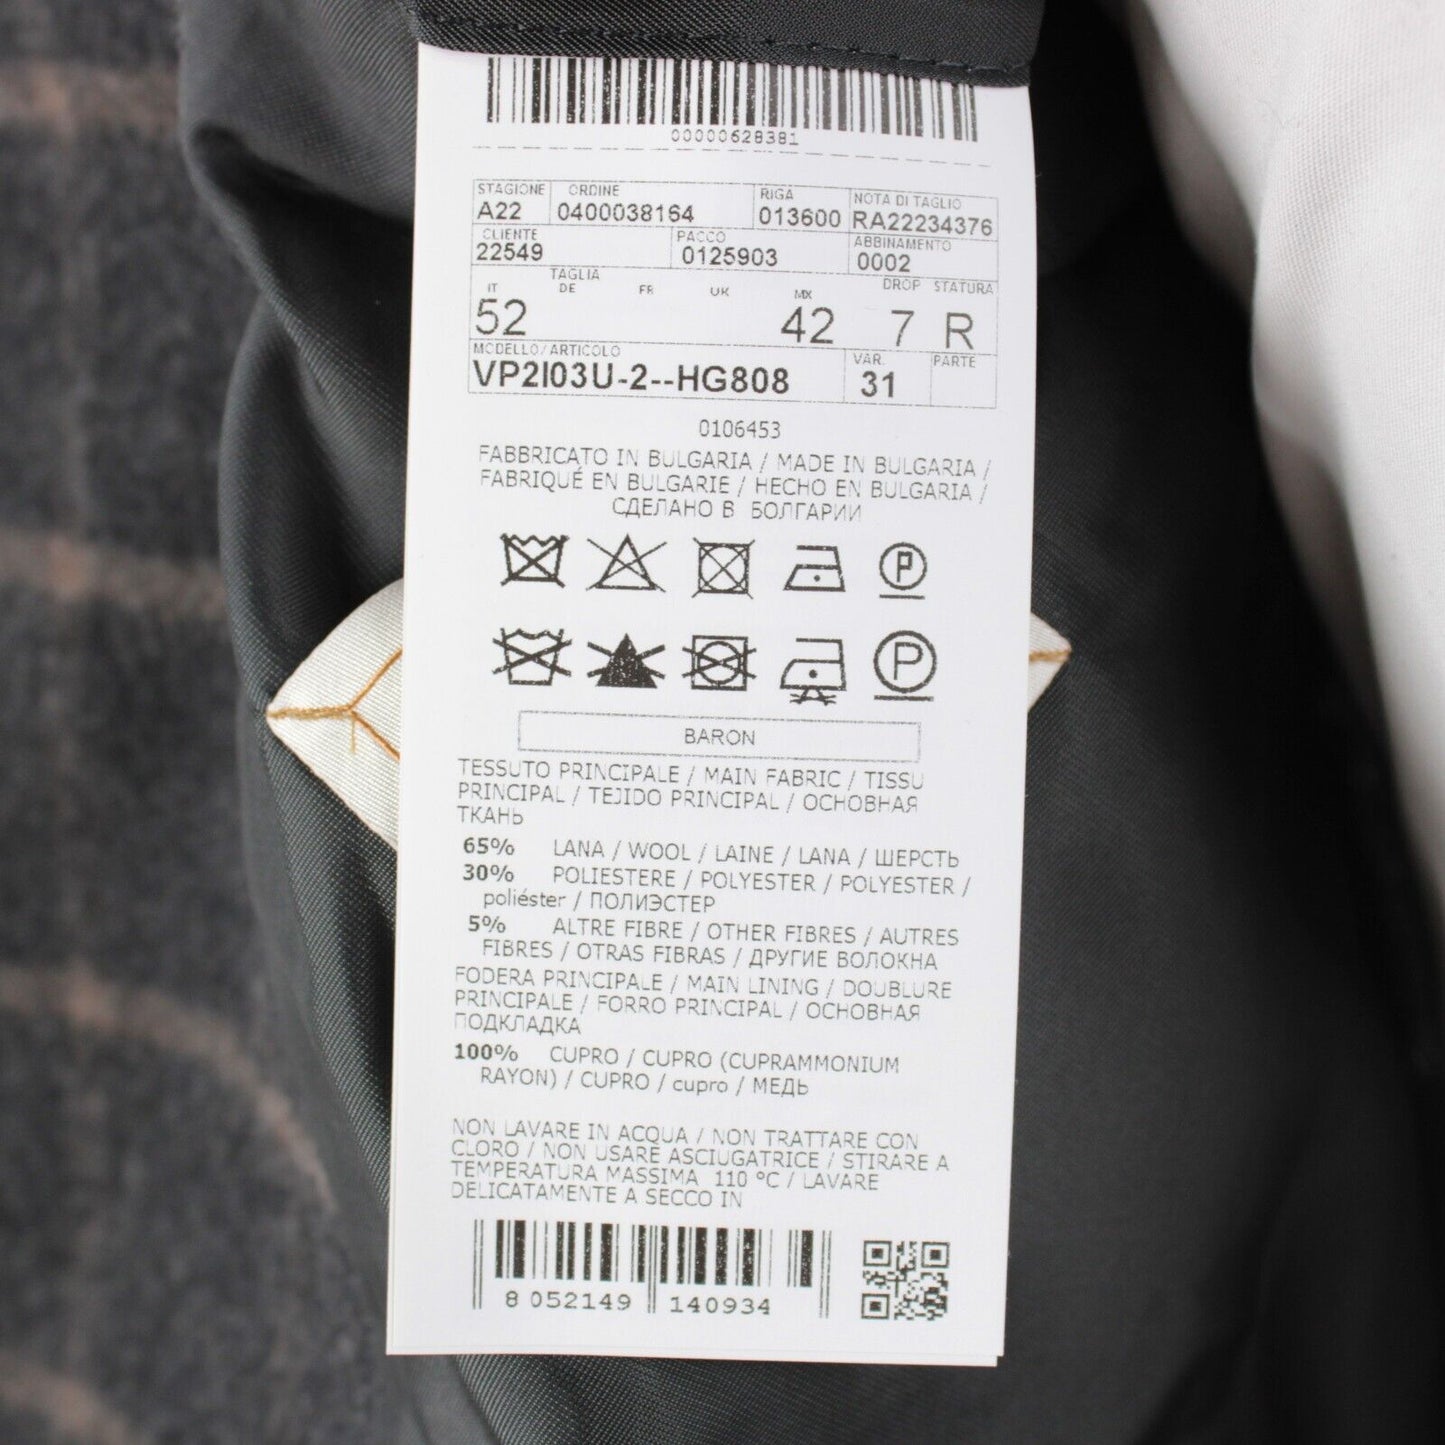 00000628381
STAGIONE ORDINE RIGA NOTA DI TAGLIO
A22 0400038164 013600 RA22234376
CLIENTE PACCO ABBINAMENTO
22549 0125903 0002
TAGLIA
IT DE FR UK MX DROP STATURA
52 42 7 R
MODELLO/ARTICOLO VAR. PARTE
VP2I03U-2--HG808 31
0106453
FABBRICATO IN BULGARIA / MADE IN BULGARIA /
FABRIQUÉ EN BULGARIE / HECHO EN BULGARIA /
СДЕЛАНО В БОЛГАРИИ
P
P
BARON
TESSUTO PRINCIPALE / MAIN FABRIC / TISSU
PRINCIPAL / TEJIDO PRINCIPAL / ОСНОВНАЯ
ТКАНЬ
65% LANA / WOOL / LAINE / LANA / ШЕРСТЬ
30% POLIESTERE / POLYESTER / POLYESTER /
poliéster / ПОЛИЭСТЕР
5% ALTRE FIBRE / OTHER FIBRES / AUTRES
FIBRES / OTRAS FIBRAS / ДРУГИЕ ВОЛОКНА
FODERA PRINCIPALE / MAIN LINING / DOUBLURE
PRINCIPALE / FORRO PRINCIPAL / ОСНОВНАЯ
ПОДКЛАДКА
100% CUPRO / CUPRO (CUPRAMMONIUM
RAYON) / CUPRO / cupro / МЕДЬ
NON LAVARE IN ACQUA / NON TRATTARE CON
CLORO / NON USARE ASCIUGATRICE / STIRARE A
TEMPERATURA MASSIMA 110 °C / LAVARE
DELICATAMENTE A SECCO IN
8 052149 140934